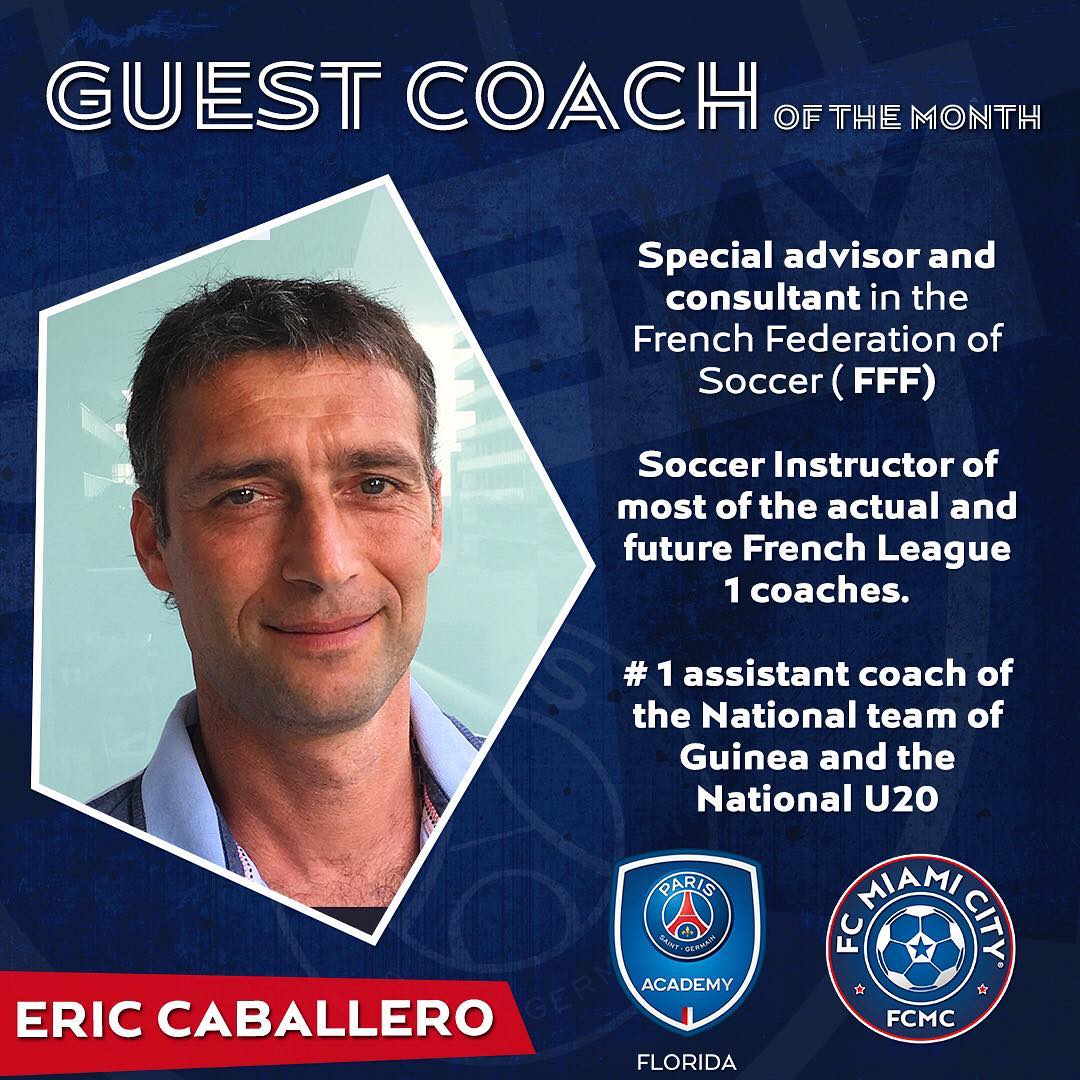 GUEST COACH OF THE MONTH
Special advisor and
consultant in the
French Federation of
Soccer ( FFF)
Soccer Instructor of
most of the actual and
future French League
1 coaches.
# 1 assistant coach of
the National team of
Guinea and the
National U20
ERIC CABALLERO
PARIS
SAINT - GERMAIN
ACADEMY
FLORIDA
FC MIAMI CITY
FCMC